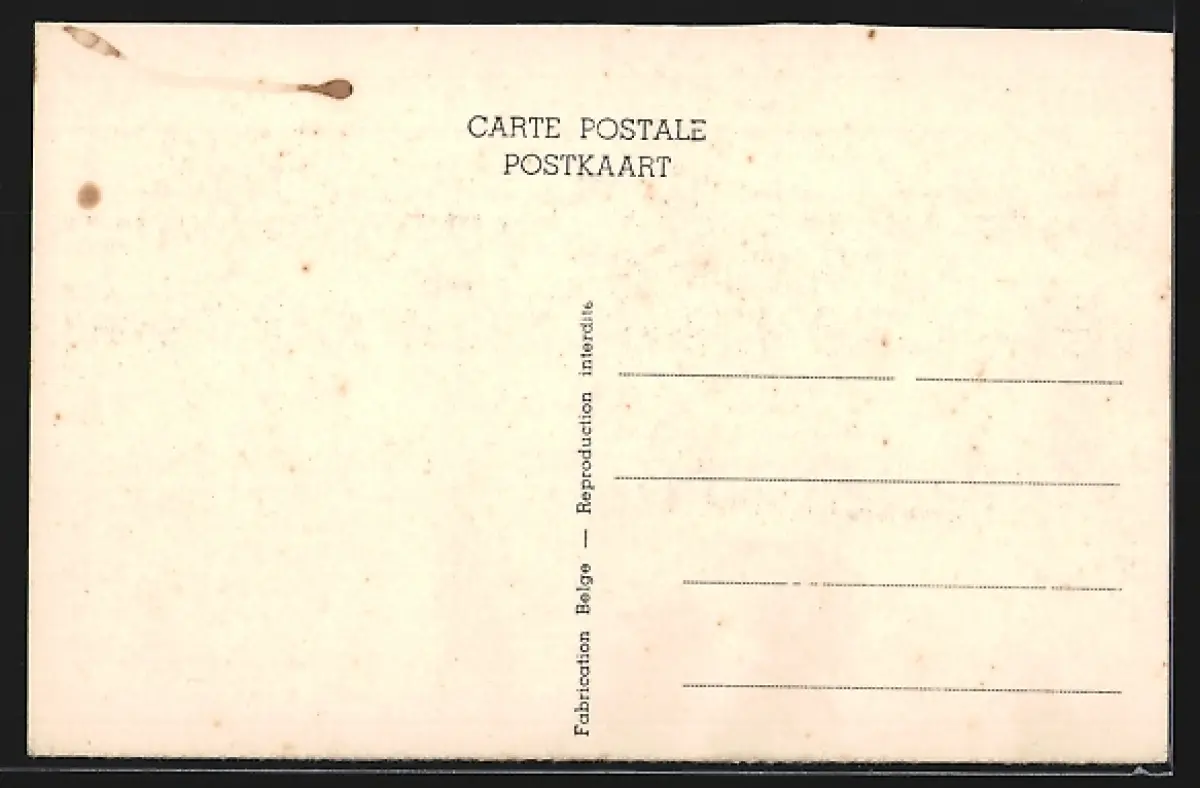 CARTE POSTALE
POSTKAART
Fabrication Belge — Reproduction interdite